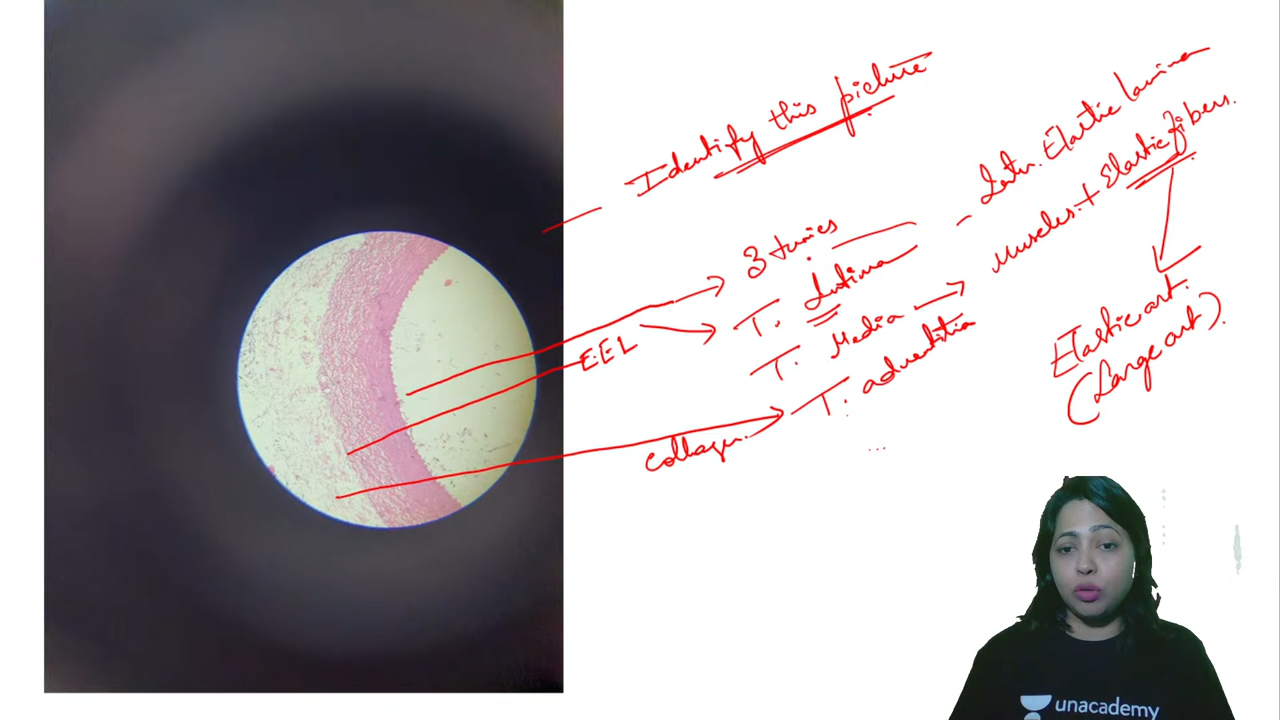 Identify this picture
3 tunics
T. Intima - Inter. Elastic lamina
T. Media → Muscles + Elastic fibers.
T. adventitia
E.E.L
collagen.
Elastic art.
(Large art).
unacademy